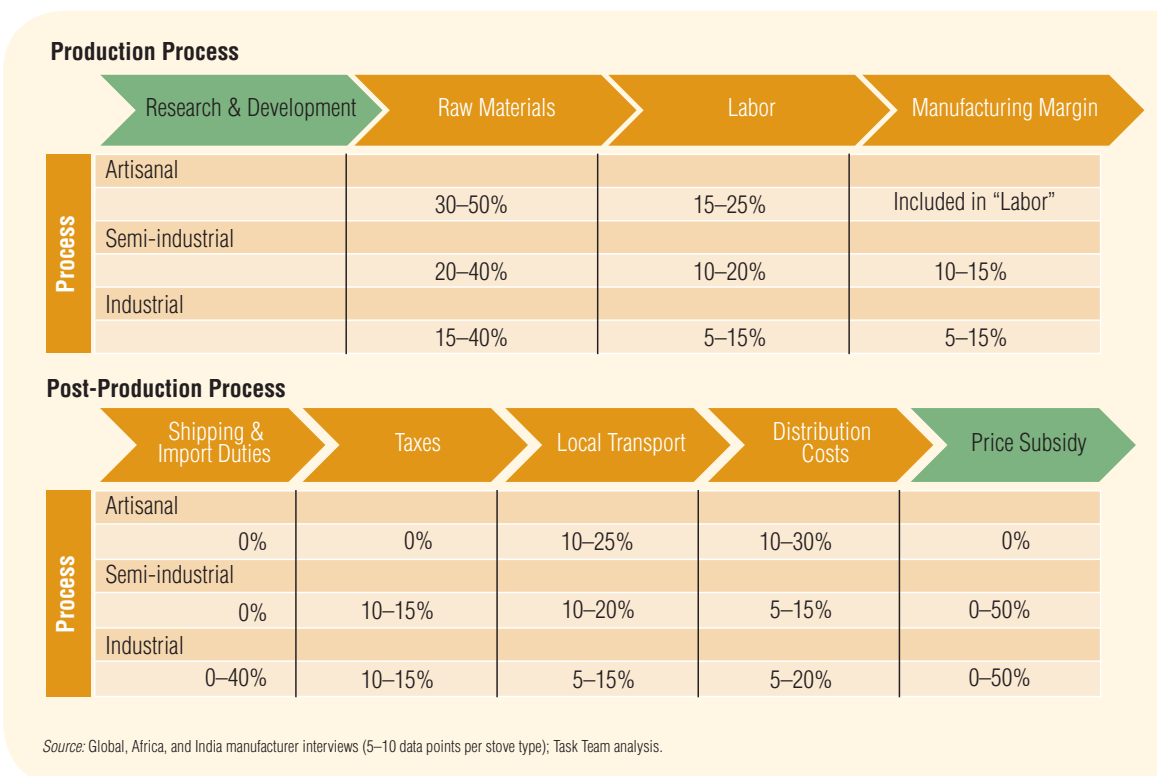 Production Process
Research & Development
Raw Materials
Labor
Manufacturing Margin
Process
Artisanal
30–50%
15–25%
Included in “Labor”
Semi-industrial
20–40%
10–20%
10–15%
Industrial
15–40%
5–15%
5–15%
Post-Production Process
Shipping &
Import Duties
Taxes
Local Transport
Distribution
Costs
Price Subsidy
Process
Artisanal
0%
0%
10–25%
10–30%
0%
Semi-industrial
0%
10–15%
10–20%
5–15%
0–50%
Industrial
0–40%
10–15%
5–15%
5–20%
0–50%
Source: Global, Africa, and India manufacturer interviews (5–10 data points per stove type); Task Team analysis.